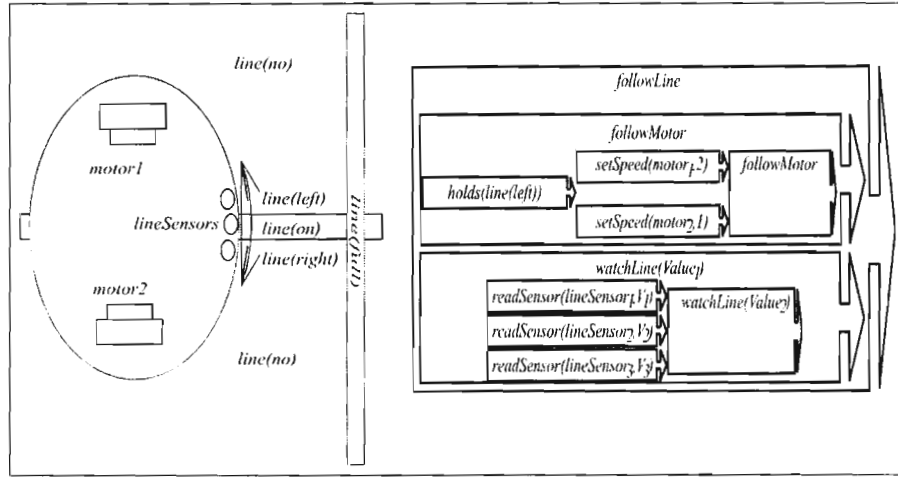 line(no)
motor1
line(left)
lineSensors
line(on)
line(right)
line(full)
motor2
line(no)
followLine
followMotor
setSpeed(motor1,2)
followMotor
holds(line(left))
setSpeed(motor2,1)
watchLine(Value1)
readSensor(lineSensor1,V1)
watchLine(Value2)
readSensor(lineSensor2,V2)
readSensor(lineSensor3,V3)